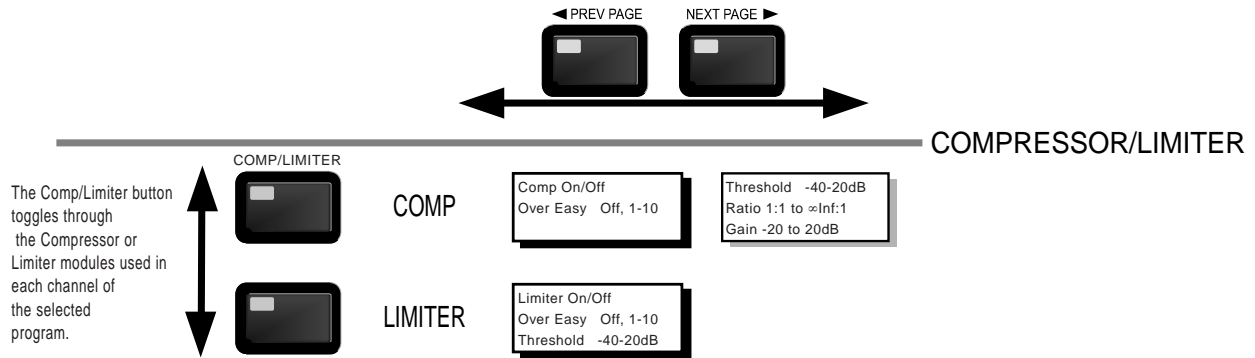 ◄ PREV PAGE NEXT PAGE ►
COMPRESSOR/LIMITER
COMP/LIMITER
The Comp/Limiter button
toggles through
the Compressor or
Limiter modules used in
each channel of
the selected
program.
COMP
Comp On/Off
Over Easy Off, 1-10
Threshold -40-20dB
Ratio 1:1 to ∞Inf:1
Gain -20 to 20dB
LIMITER
Limiter On/Off
Over Easy Off, 1-10
Threshold -40-20dB